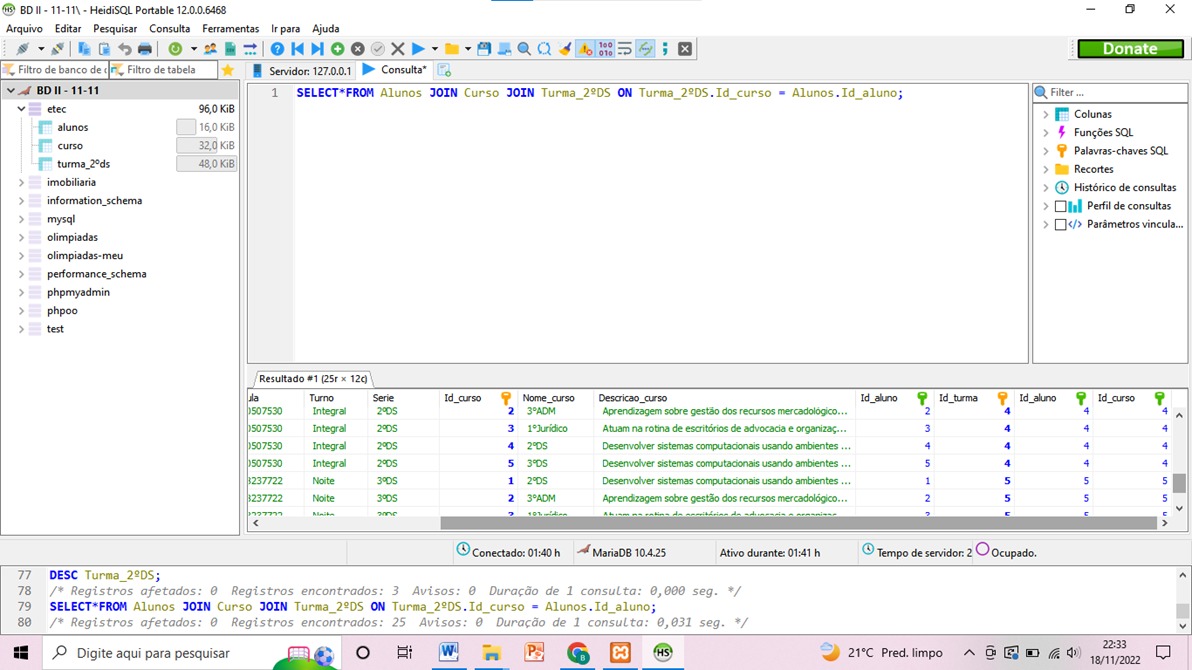 BD II - 11-11\ - HeidiSQL Portable 12.0.0.6468
Arquivo Editar Pesquisar Consulta Ferramentas Ir para Ajuda
Donate
Filtro de banco de Filtro de tabela
Servidor: 127.0.0.1 Consulta*
BD II - 11-11
etec 96,0 KiB
alunos 16,0 KiB
curso 32,0 KiB
turma_2ºds 48,0 KiB
imobiliaria
information_schema
mysql
olimpiadas
olimpiadas-meu
performance_schema
phpmyadmin
phpoo
test
1 SELECT*FROM Alunos JOIN Curso JOIN Turma_2ºDS ON Turma_2ºDS.Id_curso = Alunos.Id_aluno;
Filter ...
Colunas
Funções SQL
Palavras-chaves SQL
Recortes
Histórico de consultas
Perfil de consultas
Parâmetros vincula...
Resultado #1 (25r × 12c)
ula Turno Serie Id_curso Nome_curso Descricao_curso Id_aluno Id_turma Id_aluno Id_curso
0507530 Integral 2ºDS 2 3ºADM Aprendizagem sobre gestão dos recursos mercadológico... 2 4 4 4
0507530 Integral 2ºDS 3 1ºJurídico Atuam na rotina de escritórios de advocacia e organizaç... 3 4 4 4
0507530 Integral 2ºDS 4 2ºDS Desenvolver sistemas computacionais usando ambientes ... 4 4 4 4
0507530 Integral 2ºDS 5 3ºDS Desenvolver sistemas computacionais usando ambientes ... 5 4 4 4
3237722 Noite 3ºDS 1 2ºDS Desenvolver sistemas computacionais usando ambientes ... 1 5 5 5
3237722 Noite 3ºDS 2 3ºADM Aprendizagem sobre gestão dos recursos mercadológico... 2 5 5 5
3237722 Noite 3ºDS 3 1ºJurídico Atuam na rotina de escritórios de advocacia e organizaç... 3 5 5 5
Conectado: 01:40 h MariaDB 10.4.25 Ativo durante: 01:41 h Tempo de servidor: 2 Ocupado.
77 DESC Turma_2ºDS;
78 /* Registros afetados: 0 Registros encontrados: 3 Avisos: 0 Duração de 1 consulta: 0,000 seg. */
79 SELECT*FROM Alunos JOIN Curso JOIN Turma_2ºDS ON Turma_2ºDS.Id_curso = Alunos.Id_aluno;
80 /* Registros afetados: 0 Registros encontrados: 25 Avisos: 0 Duração de 1 consulta: 0,031 seg. */
Digite aqui para pesquisar
21°C Pred. limpo
22:33
18/11/2022